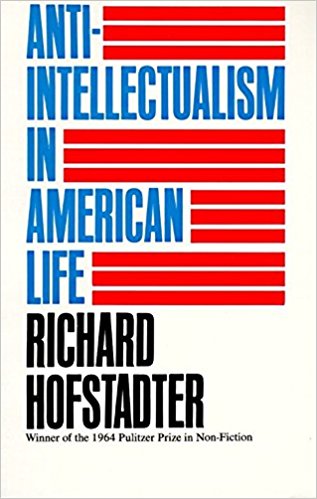 ANTI-
INTELLECTUALISM
IN
AMERICAN
LIFE
RICHARD
HOFSTADTER
Winner of the 1964 Pulitzer Prize in Non-Fiction